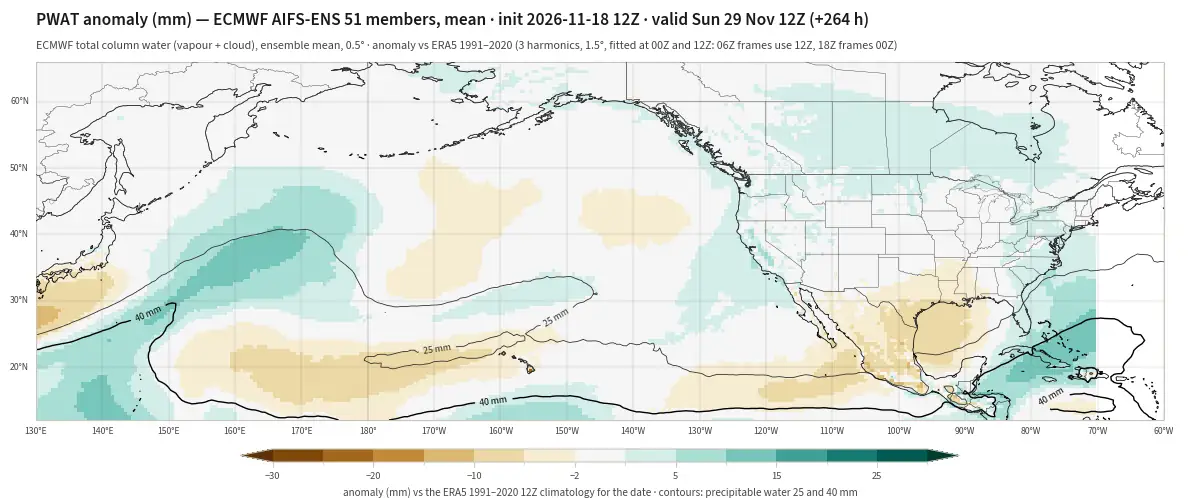 PWAT anomaly (mm) — ECMWF AIFS-ENS 51 members, mean · init 2026-11-18 12Z · valid Sun 29 Nov 12Z (+264 h)
ECMWF total column water (vapour + cloud), ensemble mean, 0.5° · anomaly vs ERA5 1991–2020 (3 harmonics, 1.5°, fitted at 00Z and 12Z: 06Z frames use 12Z, 18Z frames 00Z)
60°N
50°N
40°N
30°N
20°N
40 mm
25 mm
25 mm
40 mm
40 mm
130°E 140°E 150°E 160°E 170°E 180° 170°W 160°W 150°W 140°W 130°W 120°W 110°W 100°W 90°W 80°W 70°W 60°W
−30 −20 −10 −2 5 15 25
anomaly (mm) vs the ERA5 1991–2020 12Z climatology for the date · contours: precipitable water 25 and 40 mm